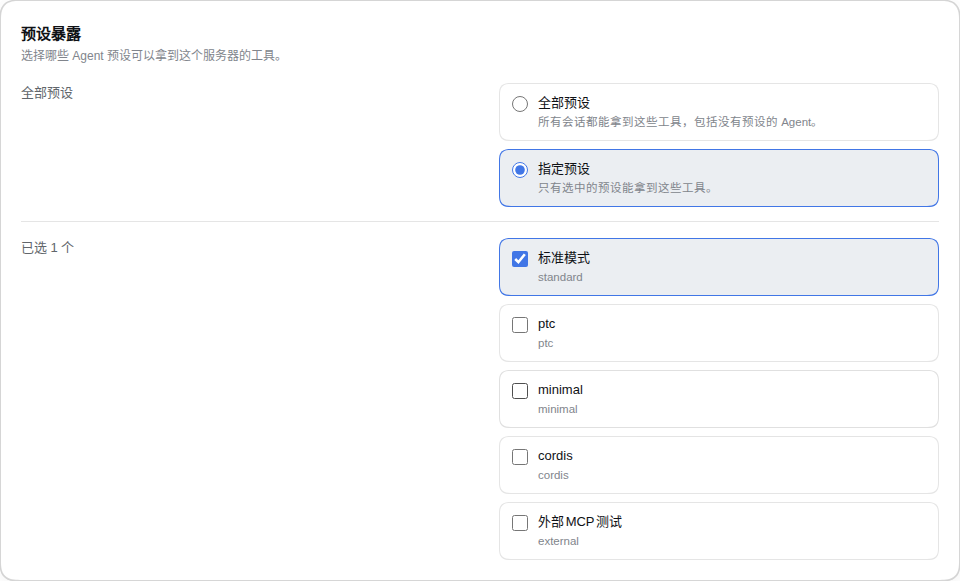 预设暴露
选择哪些 Agent 预设可以拿到这个服务器的工具。
全部预设
全部预设
所有会话都能拿到这些工具，包括没有预设的 Agent。
指定预设
只有选中的预设能拿到这些工具。
已选 1 个
标准模式
standard
ptc
ptc
minimal
minimal
cordis
cordis
外部 MCP 测试
external